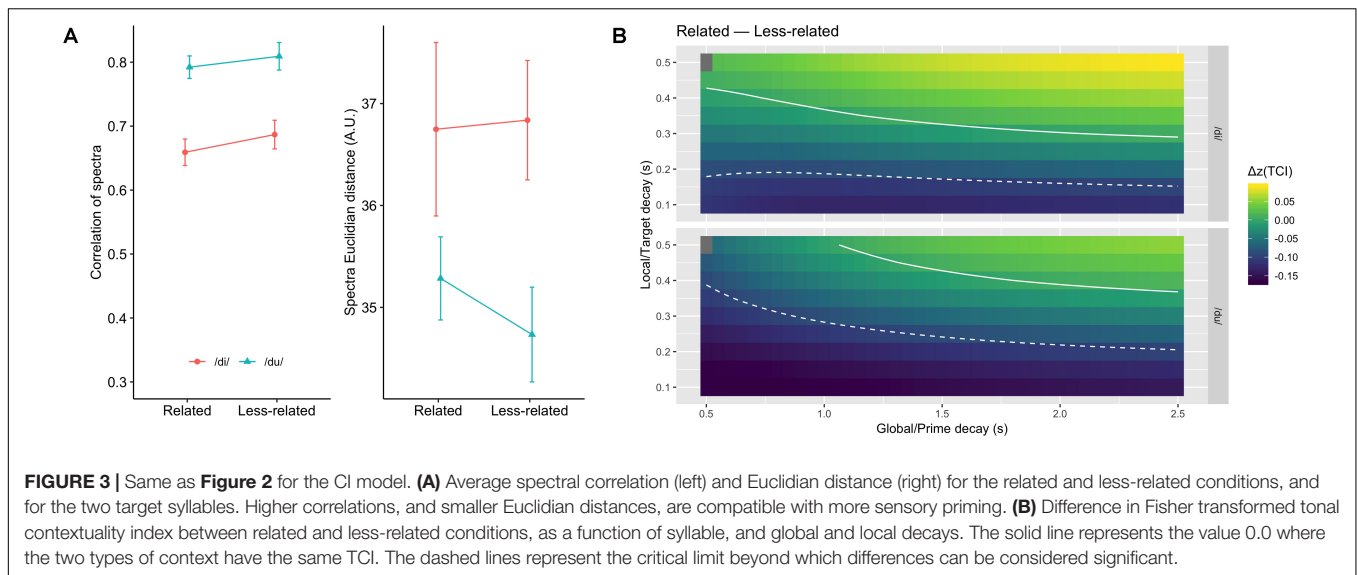 A
Correlation of spectra
0.8
0.7
0.6
0.5
0.4
0.3
/di/ /du/
Related Less-related
Spectra Euclidian distance (A.U.)
37
36
35
Related Less-related
B
Related — Less-related
Local/Target decay (s)
0.5
0.4
0.3
0.2
0.1
/di/
0.5
0.4
0.3
0.2
0.1
/du/
0.5 1.0 1.5 2.0 2.5
Global/Prime decay (s)
Δz(TCI)
0.05
0.00
-0.05
-0.10
-0.15
FIGURE 3 | Same as Figure 2 for the CI model. (A) Average spectral correlation (left) and Euclidian distance (right) for the related and less-related conditions, and
for the two target syllables. Higher correlations, and smaller Euclidian distances, are compatible with more sensory priming. (B) Difference in Fisher transformed tonal
contextuality index between related and less-related conditions, as a function of syllable, and global and local decays. The solid line represents the value 0.0 where
the two types of context have the same TCI. The dashed lines represent the critical limit beyond which differences can be considered significant.